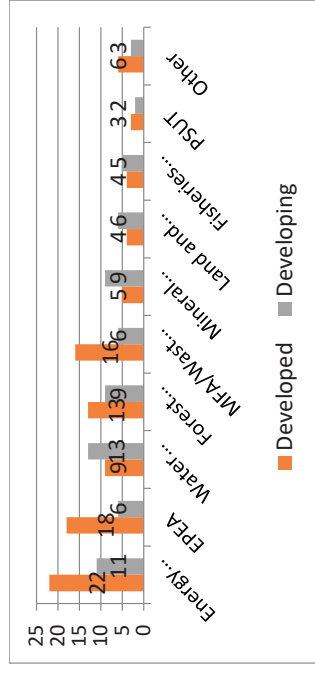 25
20
15
10
5
0
22 11
18 6
9 13
13 9
16 6
5 9
4 6
4 5
3 2
6 3
Energy...
EPEA
Water...
Forest...
MFA/Wast...
Mineral...
Land and...
Fisheries...
PSUT
Other
Developed Developing